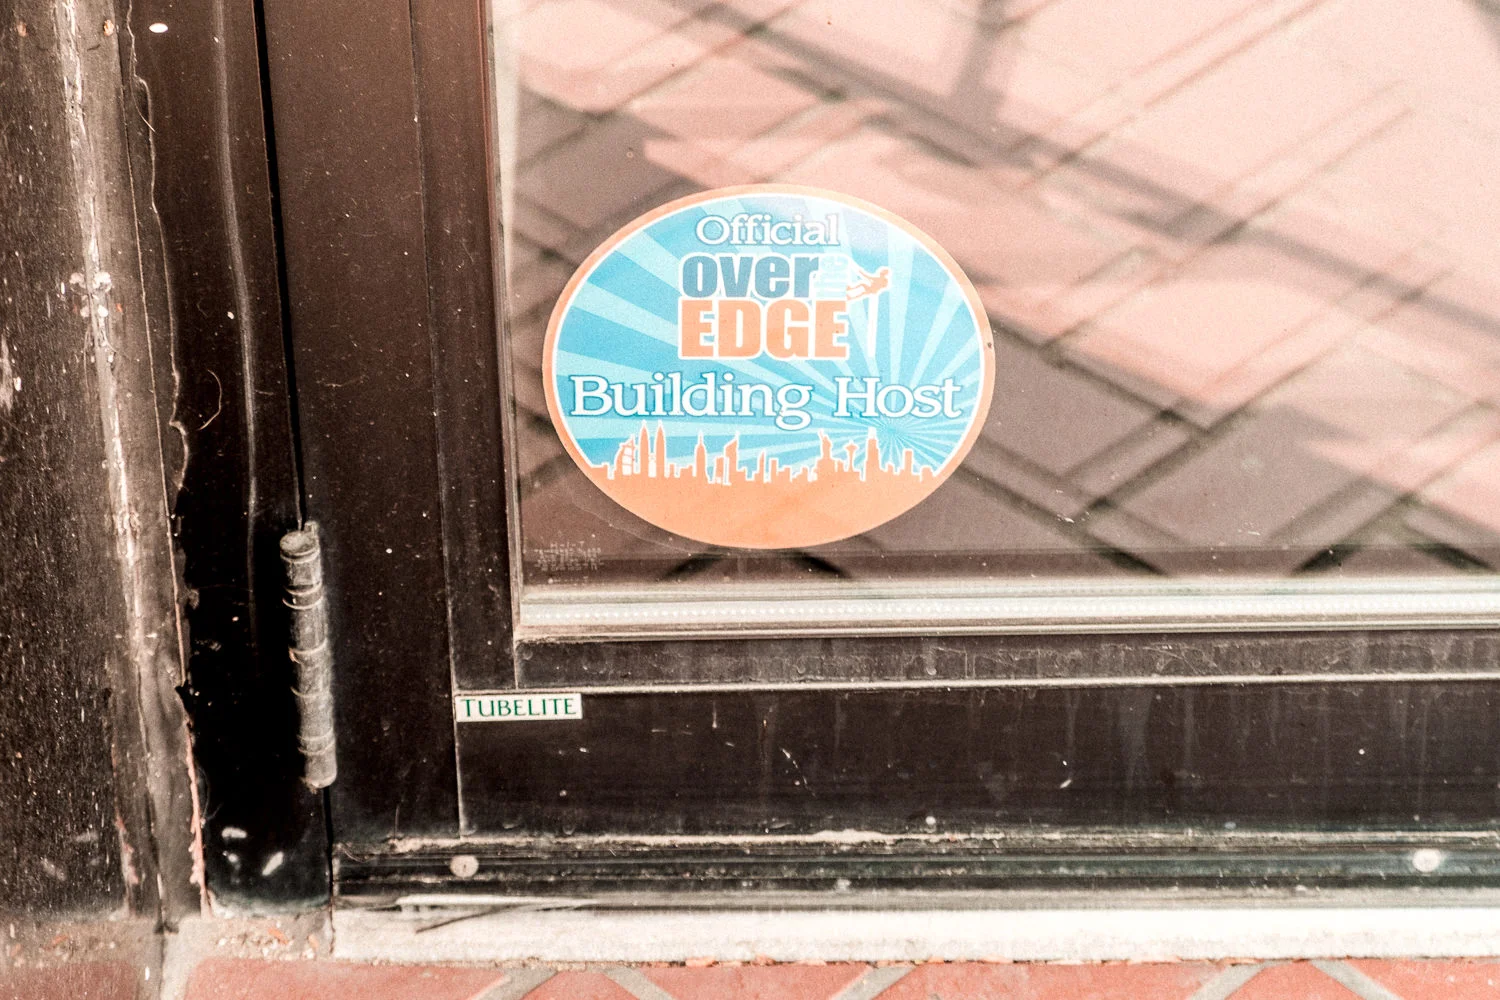 Official
over
EDGE
Building Host
TUBELITE